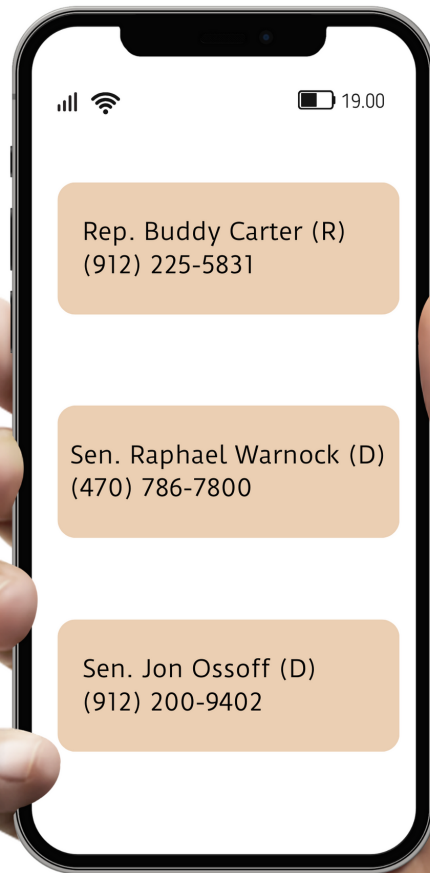 19.00
Rep. Buddy Carter (R)
(912) 225-5831
Sen. Raphael Warnock (D)
(470) 786-7800
Sen. Jon Ossoff (D)
(912) 200-9402